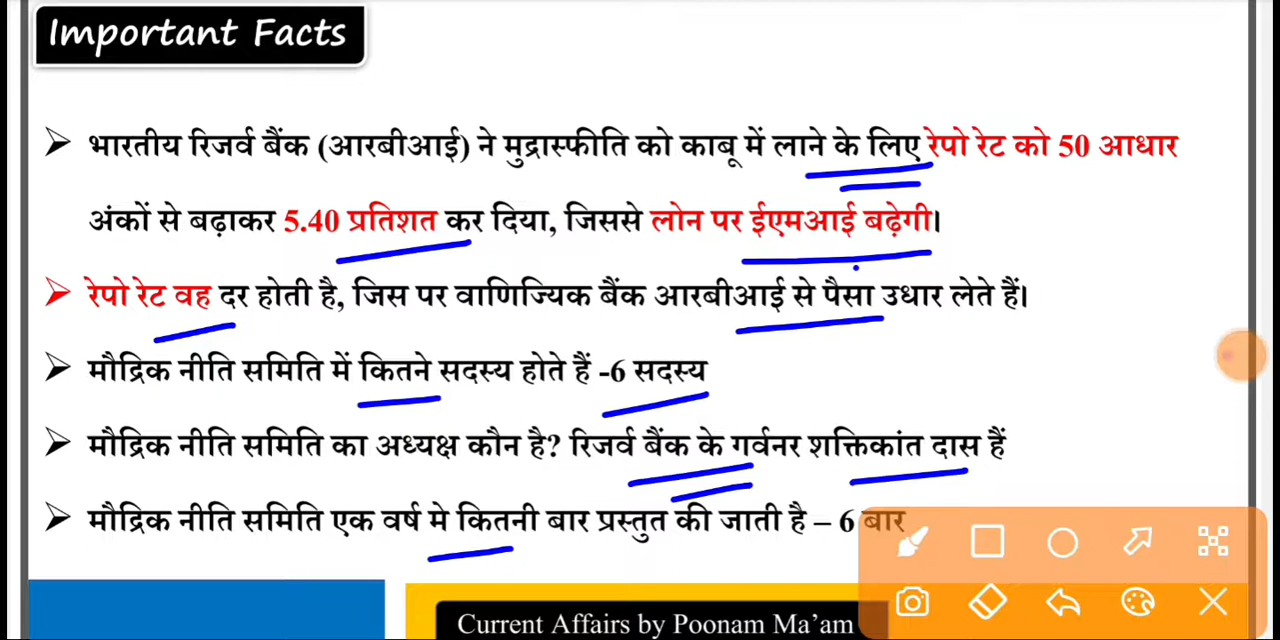 Important Facts
भारतीय रिजर्व बैंक (आरबीआई) ने मुद्रास्फीति को काबू में लाने के लिए रेपो रेट को 50 आधार
अंकों से बढ़ाकर 5.40 प्रतिशत कर दिया, जिससे लोन पर ईएमआई बढ़ेगी।
रेपो रेट वह दर होती है, जिस पर वाणिज्यिक बैंक आरबीआई से पैसा उधार लेते हैं।
मौद्रिक नीति समिति में कितने सदस्य होते हैं -6 सदस्य
मौद्रिक नीति समिति का अध्यक्ष कौन है? रिजर्व बैंक के गर्वनर शक्तिकांत दास हैं
मौद्रिक नीति समिति एक वर्ष मे कितनी बार प्रस्तुत की जाती है – 6 बार
Current Affairs by Poonam Ma’am